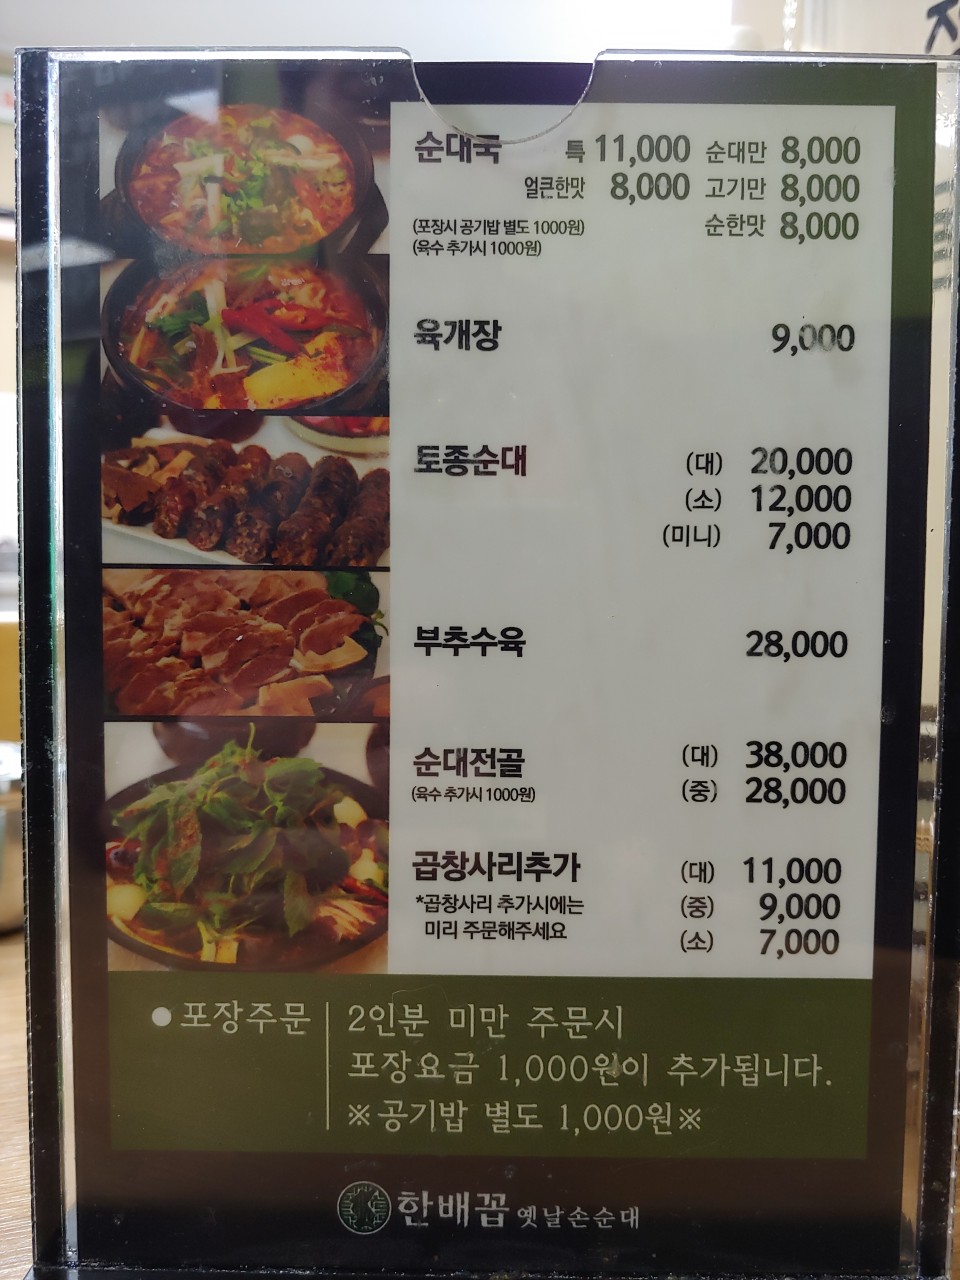 순대국 특 11,000 순대만 8,000
얼큰한맛 8,000 고기만 8,000
(포장시 공기밥 별도 1000원) 순한맛 8,000
(육수 추가시 1000원)
육개장 9,000
토종순대 (대) 20,000
(소) 12,000
(미니) 7,000
부추수육 28,000
순대전골 (대) 38,000
(육수 추가시 1000원) (중) 28,000
곱창사리추가 (대) 11,000
*곱창사리 추가시에는 (중) 9,000
미리 주문해주세요 (소) 7,000
● 포장주문 2인분 미만 주문시
포장요금 1,000원이 추가됩니다.
※공기밥 별도 1,000원※
한배꼽 옛날손순대